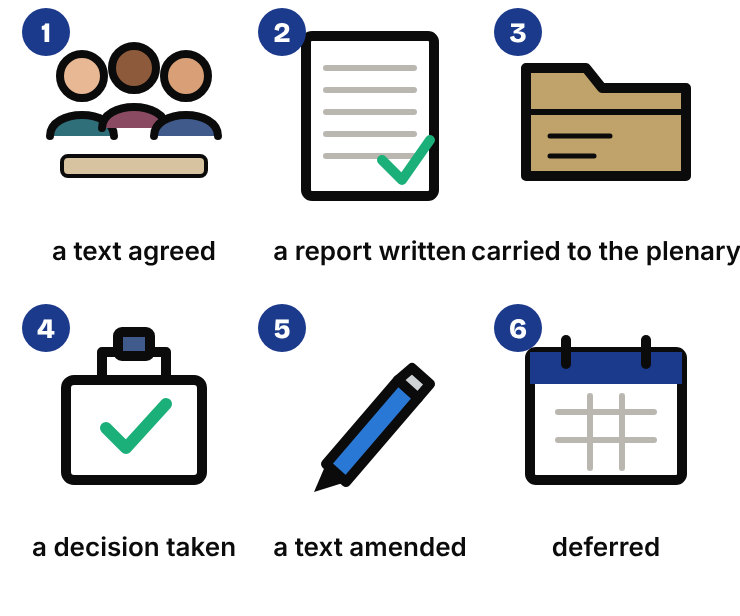 1
2
3
a text agreed
a report written
carried to the plenary
4
5
6
a decision taken
a text amended
deferred